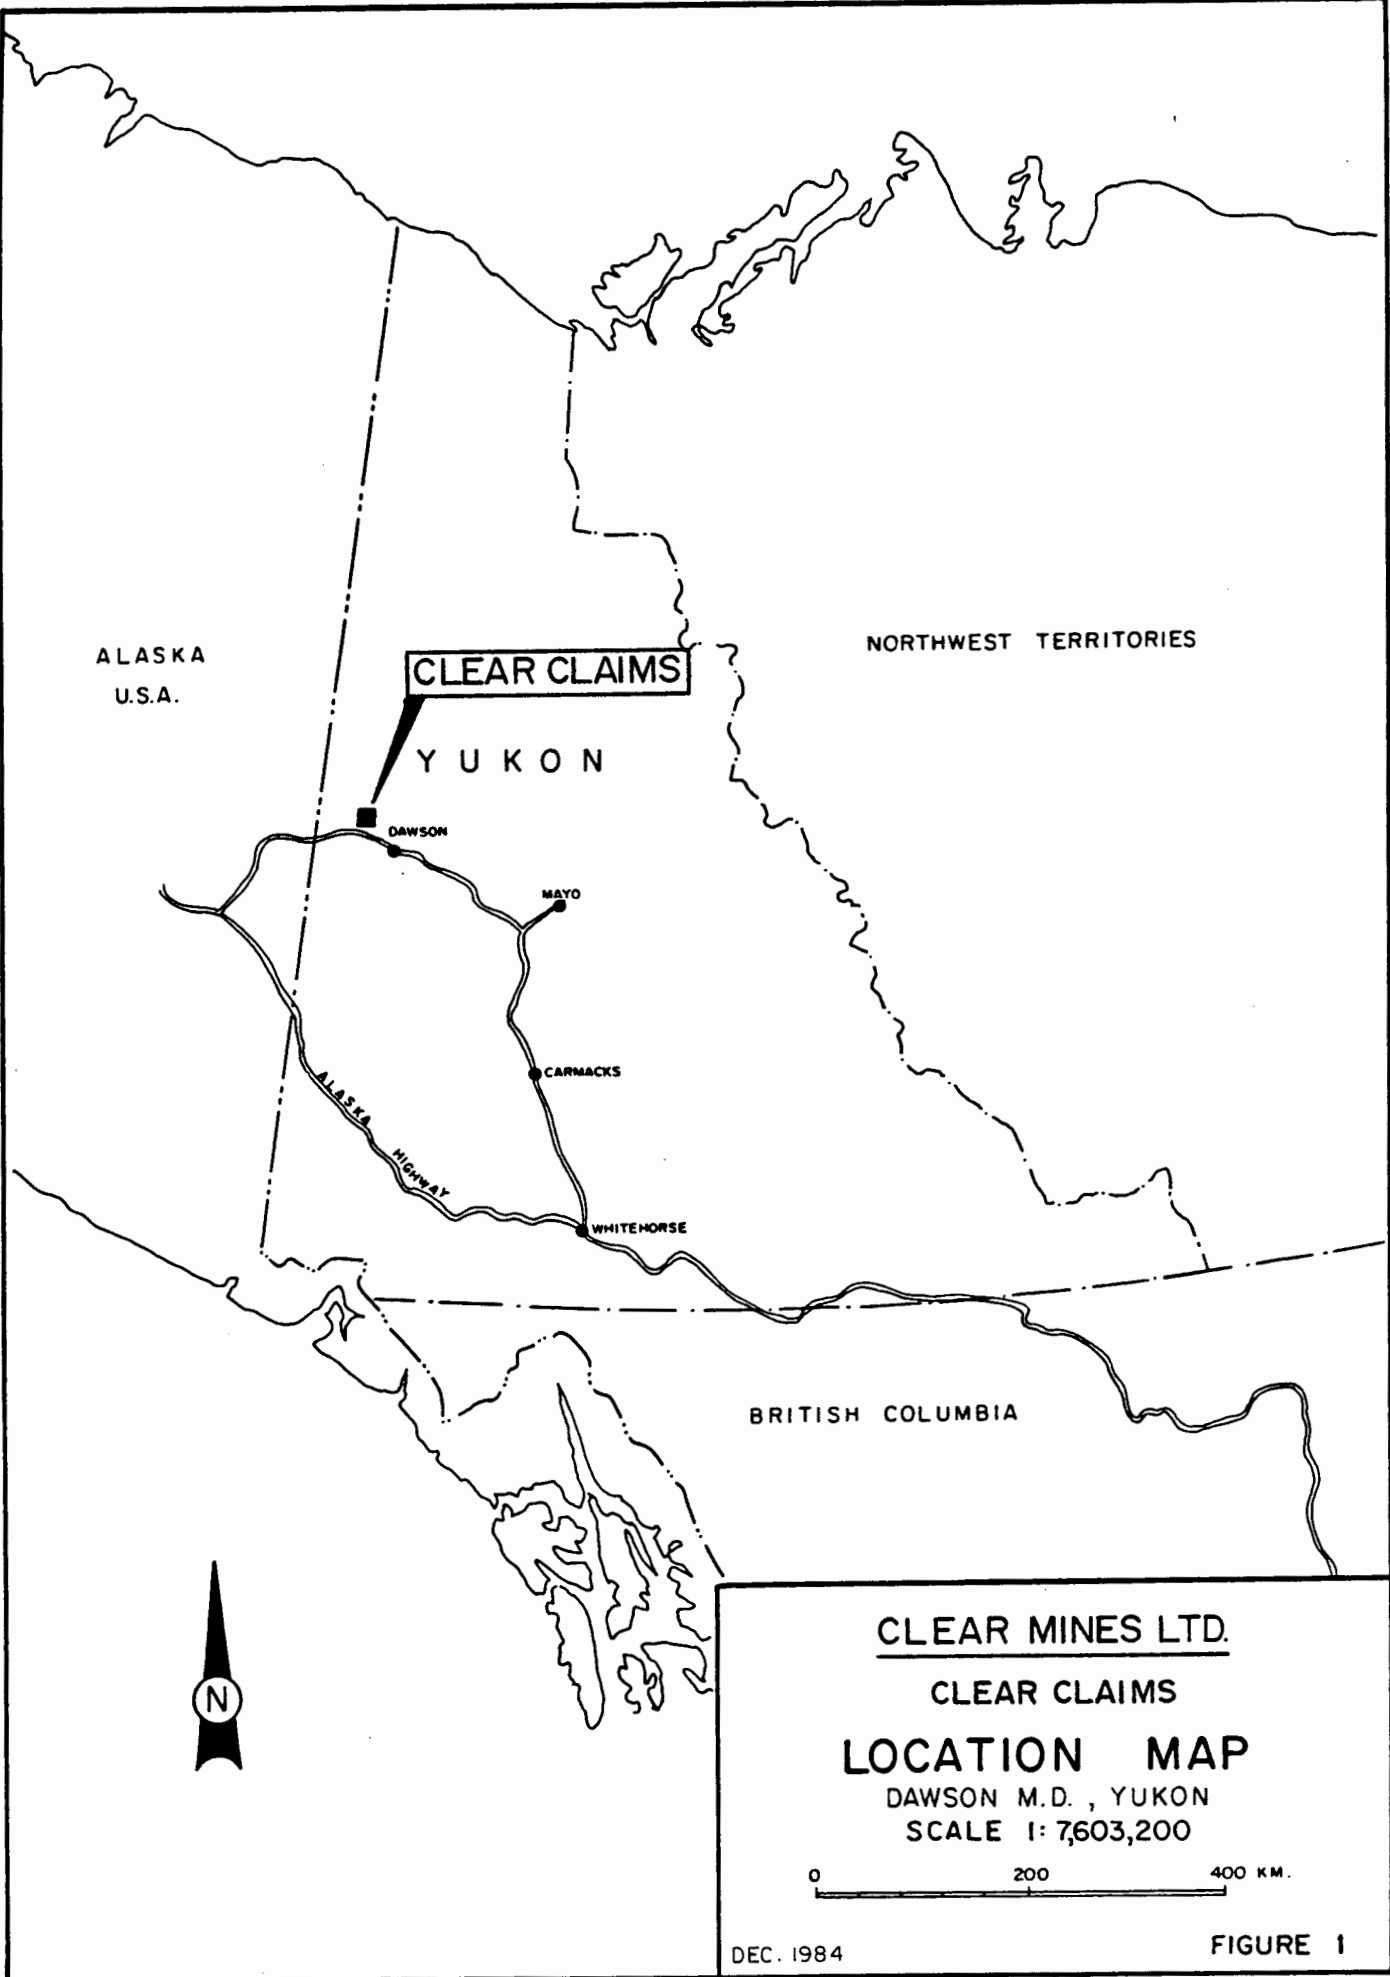 ALASKA
U.S.A.
NORTHWEST TERRITORIES
CLEAR CLAIMS
YUKON
DAWSON
MAYO
CARMACKS
ALASKA HIGHWAY
WHITEHORSE
BRITISH COLUMBIA
N
CLEAR MINES LTD.
CLEAR CLAIMS
LOCATION MAP
DAWSON M.D., YUKON
SCALE 1:7,603,200
0 200 400 KM.
DEC. 1984
FIGURE 1